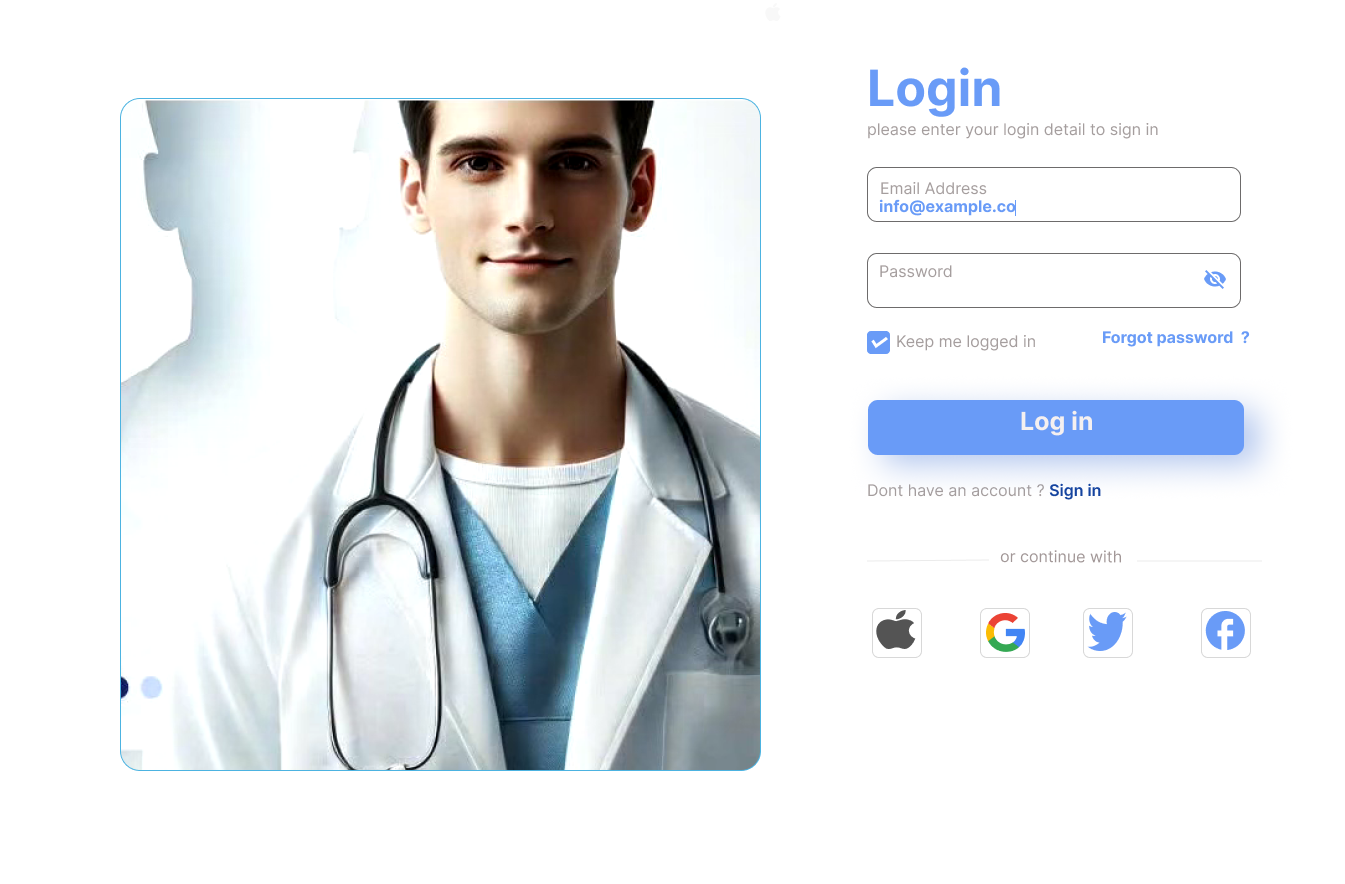 Login
please enter your login detail to sign in
Email Address
info@example.co
Password
Keep me logged in
Forgot password ?
Log in
Dont have an account ? Sign in
or continue with